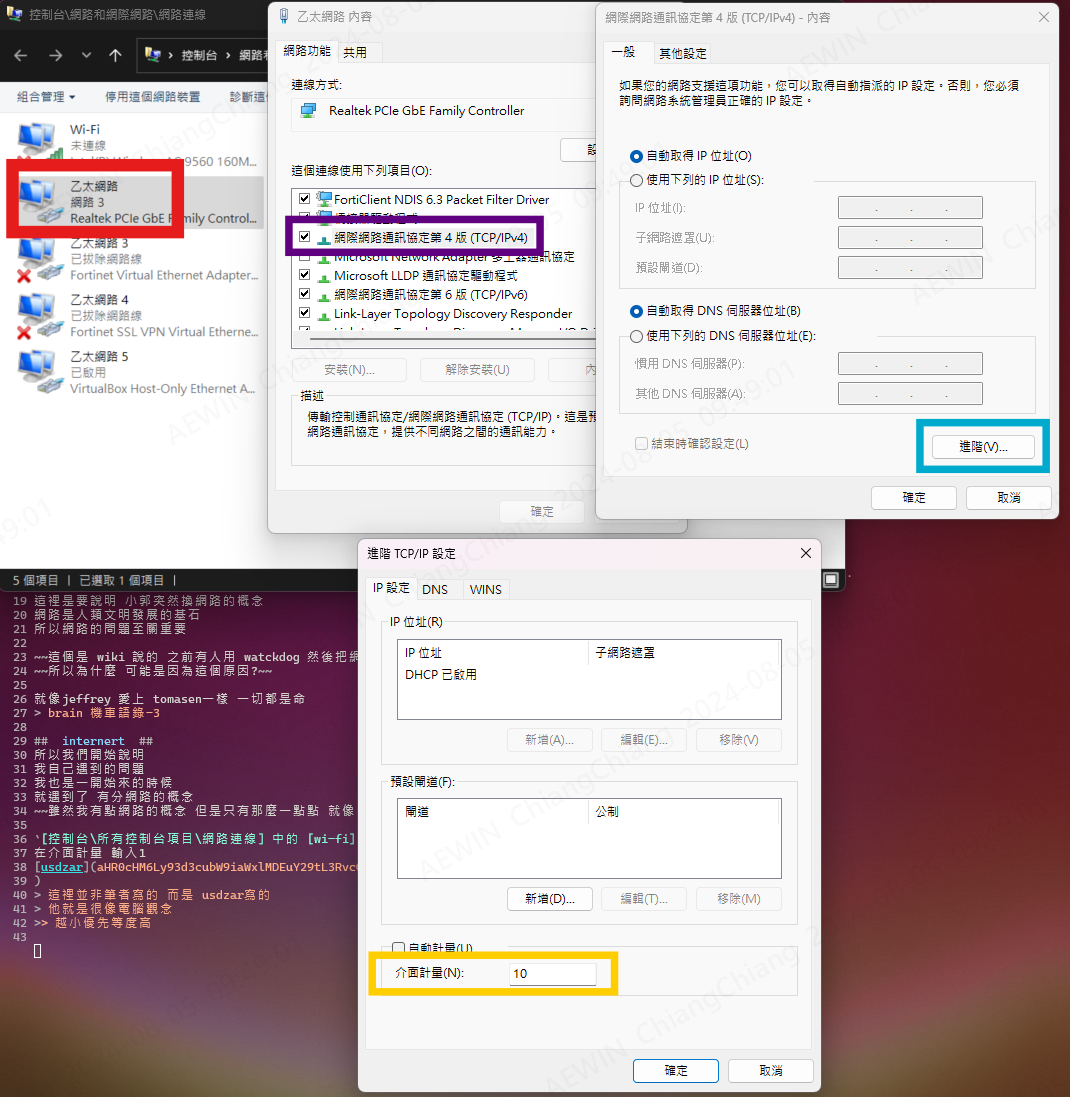 控制台\網路和網際網路\網路連線
控制台
組合管理
停用這個網路裝置
Wi-Fi
未連線
乙太網路
網路 3
Realtek PCIe GbE Family Control...
乙太網路 3
已拔除網路線
Fortinet Virtual Ethernet Adapter...
乙太網路 4
已拔除網路線
Fortinet SSL VPN Virtual Etherne...
乙太網路 5
已啟用
VirtualBox Host-Only Ethernet A...
5 個項目 | 已選取 1 個項目 |
乙太網路 內容
網路功能 共用
連線方式:
Realtek PCIe GbE Family Controller
這個連線使用下列項目(O):
FortiClient NDIS 6.3 Packet Filter Driver
網際網路通訊協定第 4 版 (TCP/IPv4)
Microsoft Network Adapter 多工器通訊協定
Microsoft LLDP 通訊協定驅動程式
網際網路通訊協定第 6 版 (TCP/IPv6)
Link-Layer Topology Discovery Responder
安裝(N)... 解除安裝(U)
描述
傳輸控制通訊協定/網際網路通訊協定 (TCP/IP)。這是預
網路通訊協定，提供不同網路之間的通訊能力。
確定
網際網路通訊協定第 4 版 (TCP/IPv4) - 內容
一般 其他設定
如果您的網路支援這項功能，您可以取得自動指派的 IP 設定。否則，您必須
詢問網路系統管理員正確的 IP 設定。
自動取得 IP 位址(O)
使用下列的 IP 位址(S):
IP 位址(I):
子網路遮罩(U):
預設閘道(D):
自動取得 DNS 伺服器位址(B)
使用下列的 DNS 伺服器位址(E):
慣用 DNS 伺服器(P):
其他 DNS 伺服器(A):
結束時確認設定(L)
進階(V)...
確定 取消
進階 TCP/IP 設定
IP 設定 DNS WINS
IP 位址(R)
IP 位址 子網路遮罩
DHCP 已啟用
新增(A)... 編輯(E)... 移除(V)
預設閘道(F):
閘道 公制
新增(D)... 編輯(T)... 移除(M)
自動計量(U)
介面計量(N): 10
確定 取消
19 這裡是要說明 小郭突然換網路的概念
20 網路是人類文明發展的基石
21 所以網路的問題至關重要
22
23 ~~這個是 wiki 說的 之前有人用 watckdog 然後把網
24 ~~所以為什麼 可能是因為這個原因?~~
25
26 就像jeffrey 愛上 tomasen一樣 一切都是命
27 > brain 機車語錄-3
28
29 ## internert ##
30 所以我們開始說明
31 我自己遇到的問題
32 我也是一開始來的時候
33 就遇到了 有分網路的概念
34 ~~雖然我有點網路的概念 但是只有那麼一點點 就像
35
36 `[控制台\所有控制台項目\網路連線] 中的 [wi-fi]
37 在介面計量 輸入1
38 [usdzar](aHR0cHM6Ly93d3cubW9iaWxlMDEuY29tL3Rvc
39 )
40 > 這裡並非筆者寫的 而是 usdzar寫的
41 > 他就是很像電腦觀念
42 >> 越小優先等度高
43